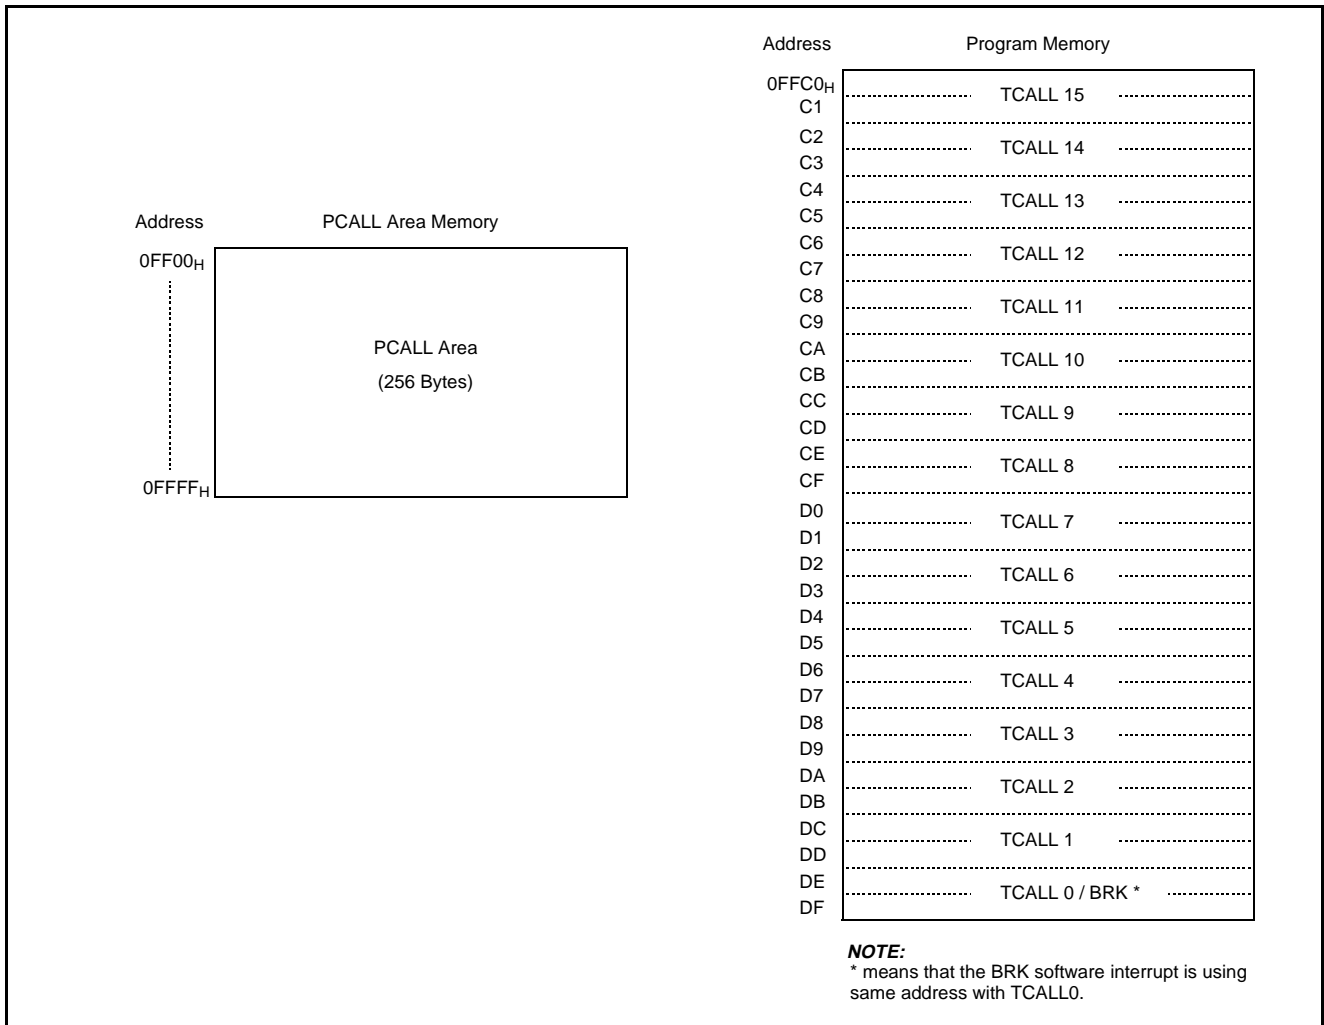 Address PCALL Area Memory
0FF00H
PCALL Area
(256 Bytes)
0FFFFH
Address Program Memory
0FFC0H
C1
TCALL 15
C2
C3
TCALL 14
C4
C5
TCALL 13
C6
C7
TCALL 12
C8
C9
TCALL 11
CA
CB
TCALL 10
CC
CD
TCALL 9
CE
CF
TCALL 8
D0
D1
TCALL 7
D2
D3
TCALL 6
D4
D5
TCALL 5
D6
D7
TCALL 4
D8
D9
TCALL 3
DA
DB
TCALL 2
DC
DD
TCALL 1
DE
DF
TCALL 0 / BRK *
NOTE:
* means that the BRK software interrupt is using
same address with TCALL0.